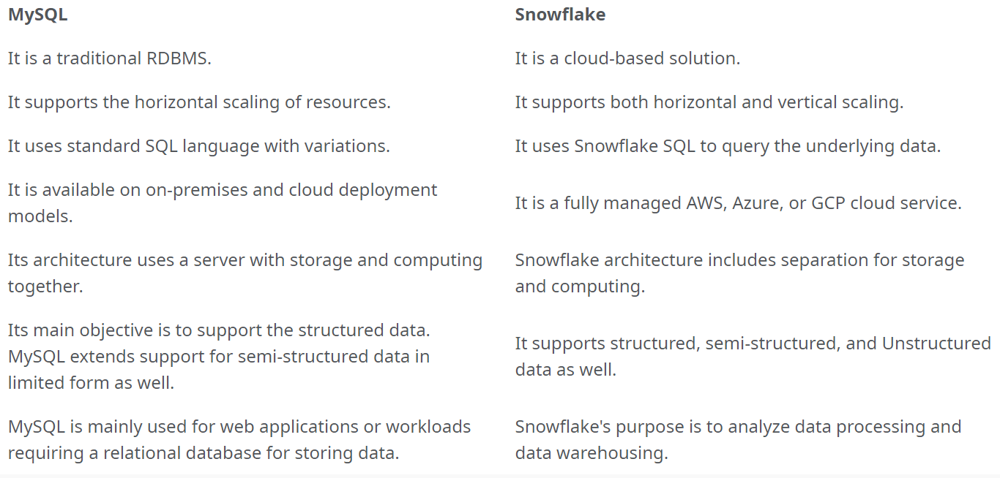 MySQL
Snowflake
It is a traditional RDBMS.
It is a cloud-based solution.
It supports the horizontal scaling of resources.
It supports both horizontal and vertical scaling.
It uses standard SQL language with variations.
It uses Snowflake SQL to query the underlying data.
It is available on on-premises and cloud deployment
models.
It is a fully managed AWS, Azure, or GCP cloud service.
Its architecture uses a server with storage and computing
together.
Snowflake architecture includes separation for storage
and computing.
Its main objective is to support the structured data.
MySQL extends support for semi-structured data in
limited form as well.
It supports structured, semi-structured, and Unstructured
data as well.
MySQL is mainly used for web applications or workloads
requiring a relational database for storing data.
Snowflake's purpose is to analyze data processing and
data warehousing.